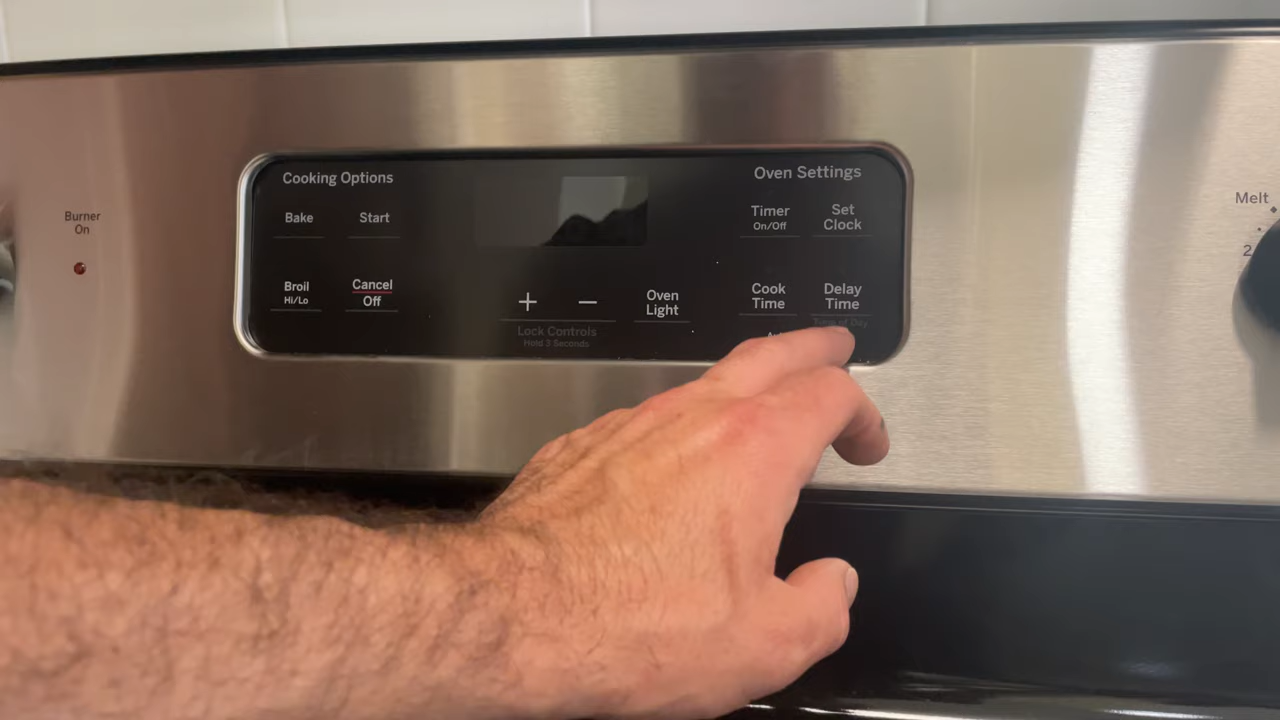 Cooking Options
Bake
Start
Broil
Hi/Lo
Cancel
Off
Lock Controls
Hold 3 Seconds
Oven
Light
Oven Settings
Timer
On/Off
Set
Clock
Cook
Time
Delay
Time
Burner
On
Melt
2